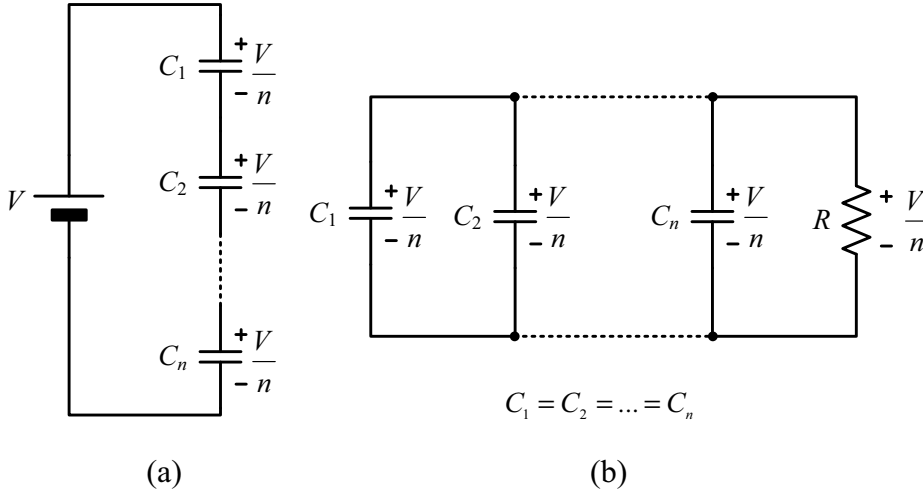 V
C₁ + V/n −
C₂ + V/n −
Cₙ + V/n −
(a)
C₁ + V/n −
C₂ + V/n −
Cₙ + V/n −
R + V/n −
C₁ = C₂ = ... = Cₙ
(b)